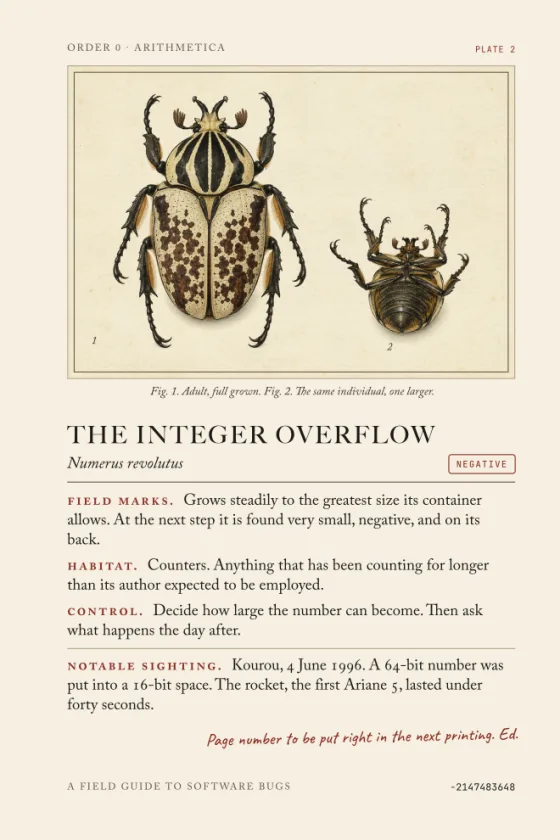 ORDER 0 · ARITHMETICA
PLATE 2
1
2
Fig. 1. Adult, full grown. Fig. 2. The same individual, one larger.
THE INTEGER OVERFLOW
Numerus revolutus
NEGATIVE
FIELD MARKS. Grows steadily to the greatest size its container
allows. At the next step it is found very small, negative, and on its
back.
HABITAT. Counters. Anything that has been counting for longer
than its author expected to be employed.
CONTROL. Decide how large the number can become. Then ask
what happens the day after.
NOTABLE SIGHTING. Kourou, 4 June 1996. A 64-bit number was
put into a 16-bit space. The rocket, the first Ariane 5, lasted under
forty seconds.
Page number to be put right in the next printing. Ed.
A FIELD GUIDE TO SOFTWARE BUGS
-2147483648